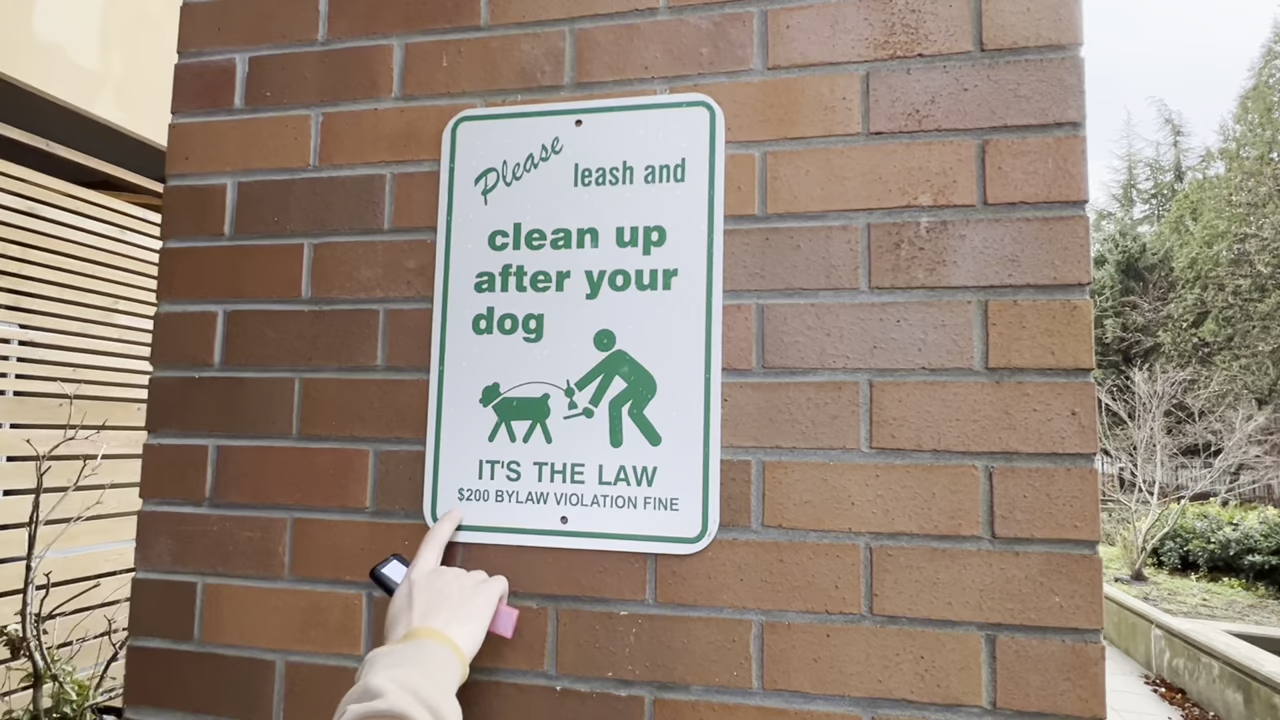 Please leash and
clean up
after your
dog
IT'S THE LAW
$200 BYLAW VIOLATION FINE